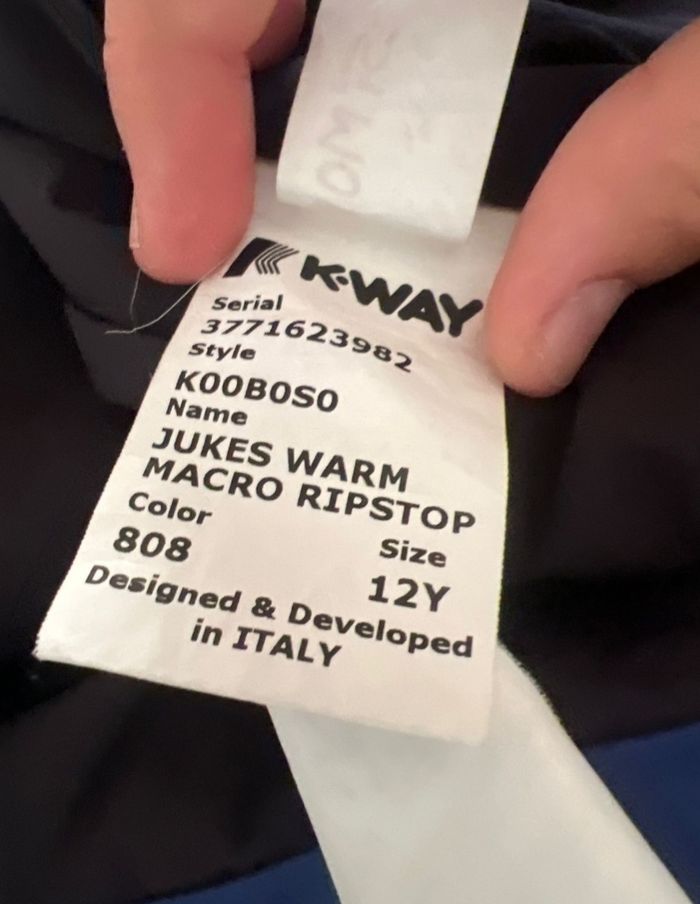 K-WAY
Serial
3771623982
Style
K00B0S0
Name
JUKES WARM
MACRO RIPSTOP
Color Size
808 12Y
Designed & Developed
in ITALY